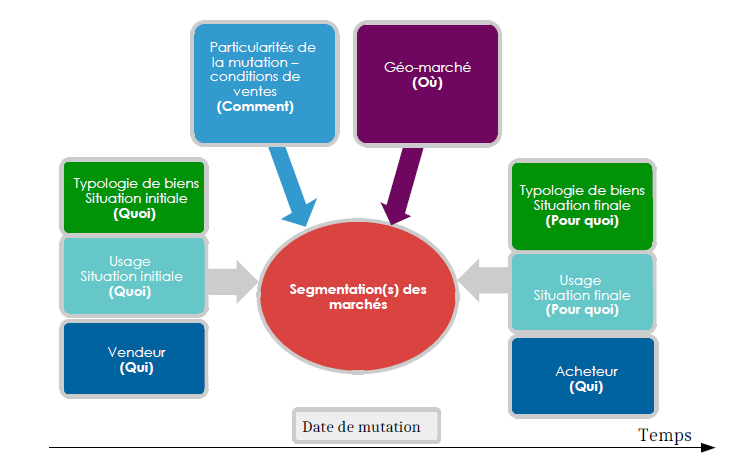 Particularités de
la mutation –
conditions de
ventes
(Comment)
Géo-marché
(Où)
Typologie de biens
Situation initiale
(Quoi)
Usage
Situation initiale
(Quoi)
Vendeur
(Qui)
Segmentation(s) des
marchés
Typologie de biens
Situation finale
(Pour quoi)
Usage
Situation finale
(Pour quoi)
Acheteur
(Qui)
Date de mutation
Temps